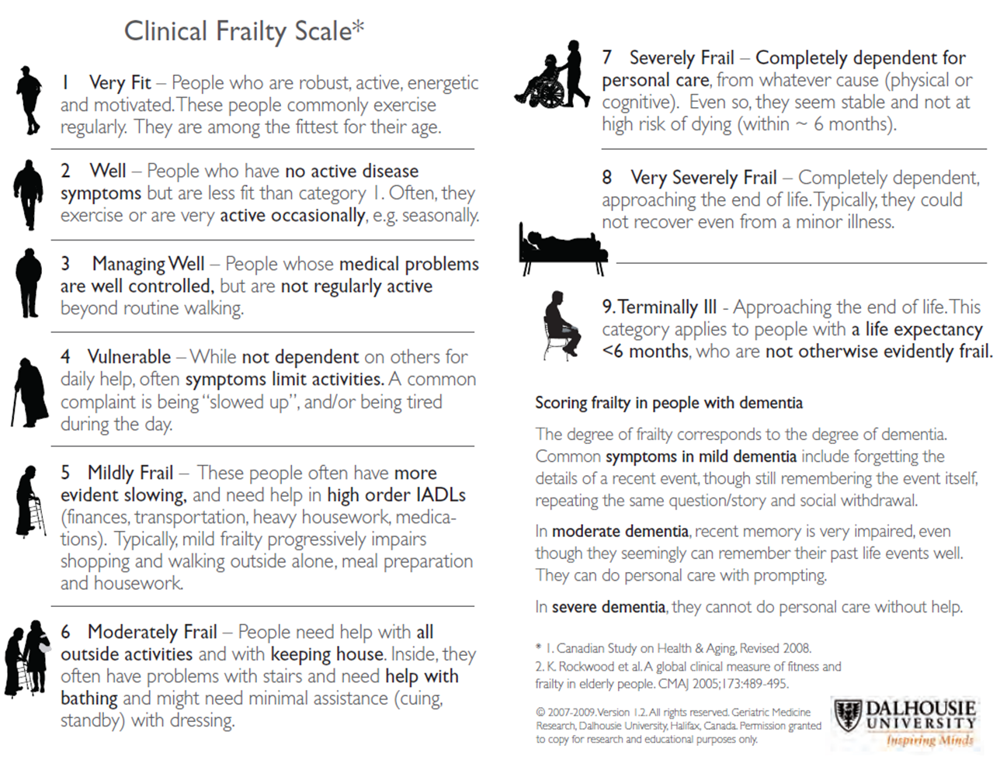 Clinical Frailty Scale*
1 Very Fit – People who are robust, active, energetic
and motivated. These people commonly exercise
regularly. They are among the fittest for their age.
2 Well – People who have no active disease
symptoms but are less fit than category 1. Often, they
exercise or are very active occasionally, e.g. seasonally.
3 Managing Well – People whose medical problems
are well controlled, but are not regularly active
beyond routine walking.
4 Vulnerable – While not dependent on others for
daily help, often symptoms limit activities. A common
complaint is being “slowed up”, and/or being tired
during the day.
5 Mildly Frail – These people often have more
evident slowing, and need help in high order IADLs
(finances, transportation, heavy housework, medica-
tions). Typically, mild frailty progressively impairs
shopping and walking outside alone, meal preparation
and housework.
6 Moderately Frail – People need help with all
outside activities and with keeping house. Inside, they
often have problems with stairs and need help with
bathing and might need minimal assistance (cuing,
standby) with dressing.
7 Severely Frail – Completely dependent for
personal care, from whatever cause (physical or
cognitive). Even so, they seem stable and not at
high risk of dying (within ~ 6 months).
8 Very Severely Frail – Completely dependent,
approaching the end of life. Typically, they could
not recover even from a minor illness.
9. Terminally Ill - Approaching the end of life. This
category applies to people with a life expectancy
<6 months, who are not otherwise evidently frail.
Scoring frailty in people with dementia
The degree of frailty corresponds to the degree of dementia.
Common symptoms in mild dementia include forgetting the
details of a recent event, though still remembering the event itself,
repeating the same question/story and social withdrawal.
In moderate dementia, recent memory is very impaired, even
though they seemingly can remember their past life events well.
They can do personal care with prompting.
In severe dementia, they cannot do personal care without help.
* 1. Canadian Study on Health & Aging, Revised 2008.
2. K. Rockwood et al. A global clinical measure of fitness and
frailty in elderly people. CMAJ 2005;173:489-495.
© 2007-2009. Version 1.2. All rights reserved. Geriatric Medicine
Research, Dalhousie University, Halifax, Canada. Permission granted
to copy for research and educational purposes only.
DALHOUSIE
UNIVERSITY
Inspiring Minds